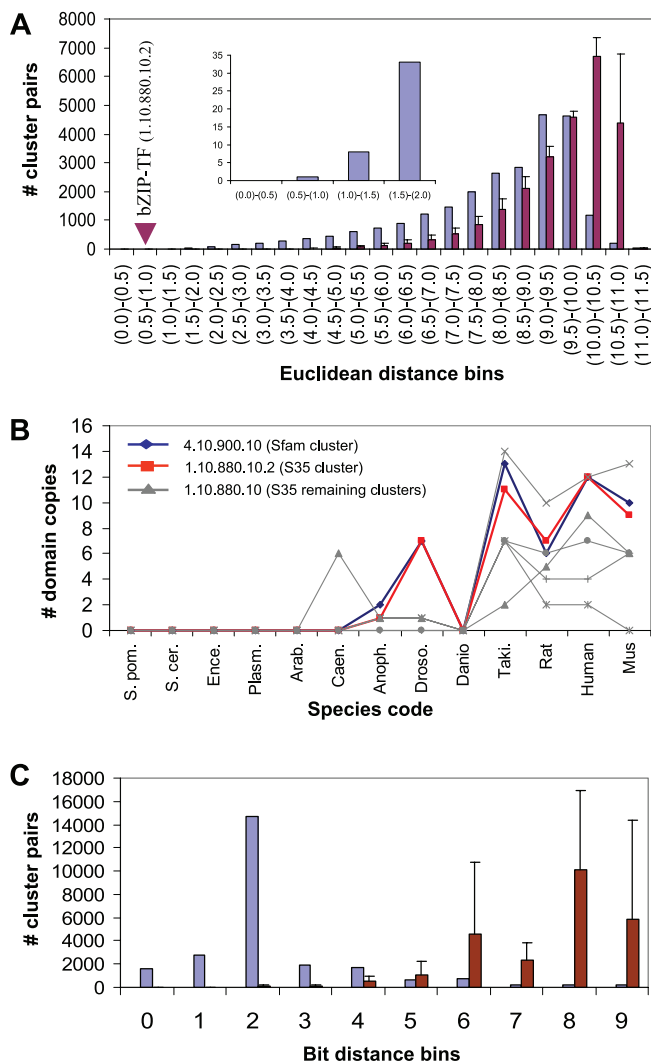 A
# cluster pairs
8000
7000
6000
5000
4000
3000
2000
1000
0
bZIP-TF (1.10.880.10.2)
35
30
25
20
15
10
5
0
(0.0)-(0.5)
(0.5)-(1.0)
(1.0)-(1.5)
(1.5)-(2.0)
(0.0)-(0.5)
(0.5)-(1.0)
(1.0)-(1.5)
(1.5)-(2.0)
(2.0)-(2.5)
(2.5)-(3.0)
(3.0)-(3.5)
(3.5)-(4.0)
(4.0)-(4.5)
(4.5)-(5.0)
(5.0)-(5.5)
(5.5)-(6.0)
(6.0)-(6.5)
(6.5)-(7.0)
(7.0)-(7.5)
(7.5)-(8.0)
(8.0)-(8.5)
(8.5)-(9.0)
(9.0)-(9.5)
(9.5)-(10.0)
(10.0)-(10.5)
(10.5)-(11.0)
(11.0)-(11.5)
Euclidean distance bins
B
# domain copies
16
14
12
10
8
6
4
2
0
4.10.900.10 (Sfam cluster)
1.10.880.10.2 (S35 cluster)
1.10.880.10 (S35 remaining clusters)
S. pom.
S. cer.
Ence.
Plasm.
Arab.
Caen.
Anoph.
Droso.
Danio
Taki.
Rat
Human
Mus
Species code
C
# cluster pairs
18000
16000
14000
12000
10000
8000
6000
4000
2000
0
0 1 2 3 4 5 6 7 8 9
Bit distance bins